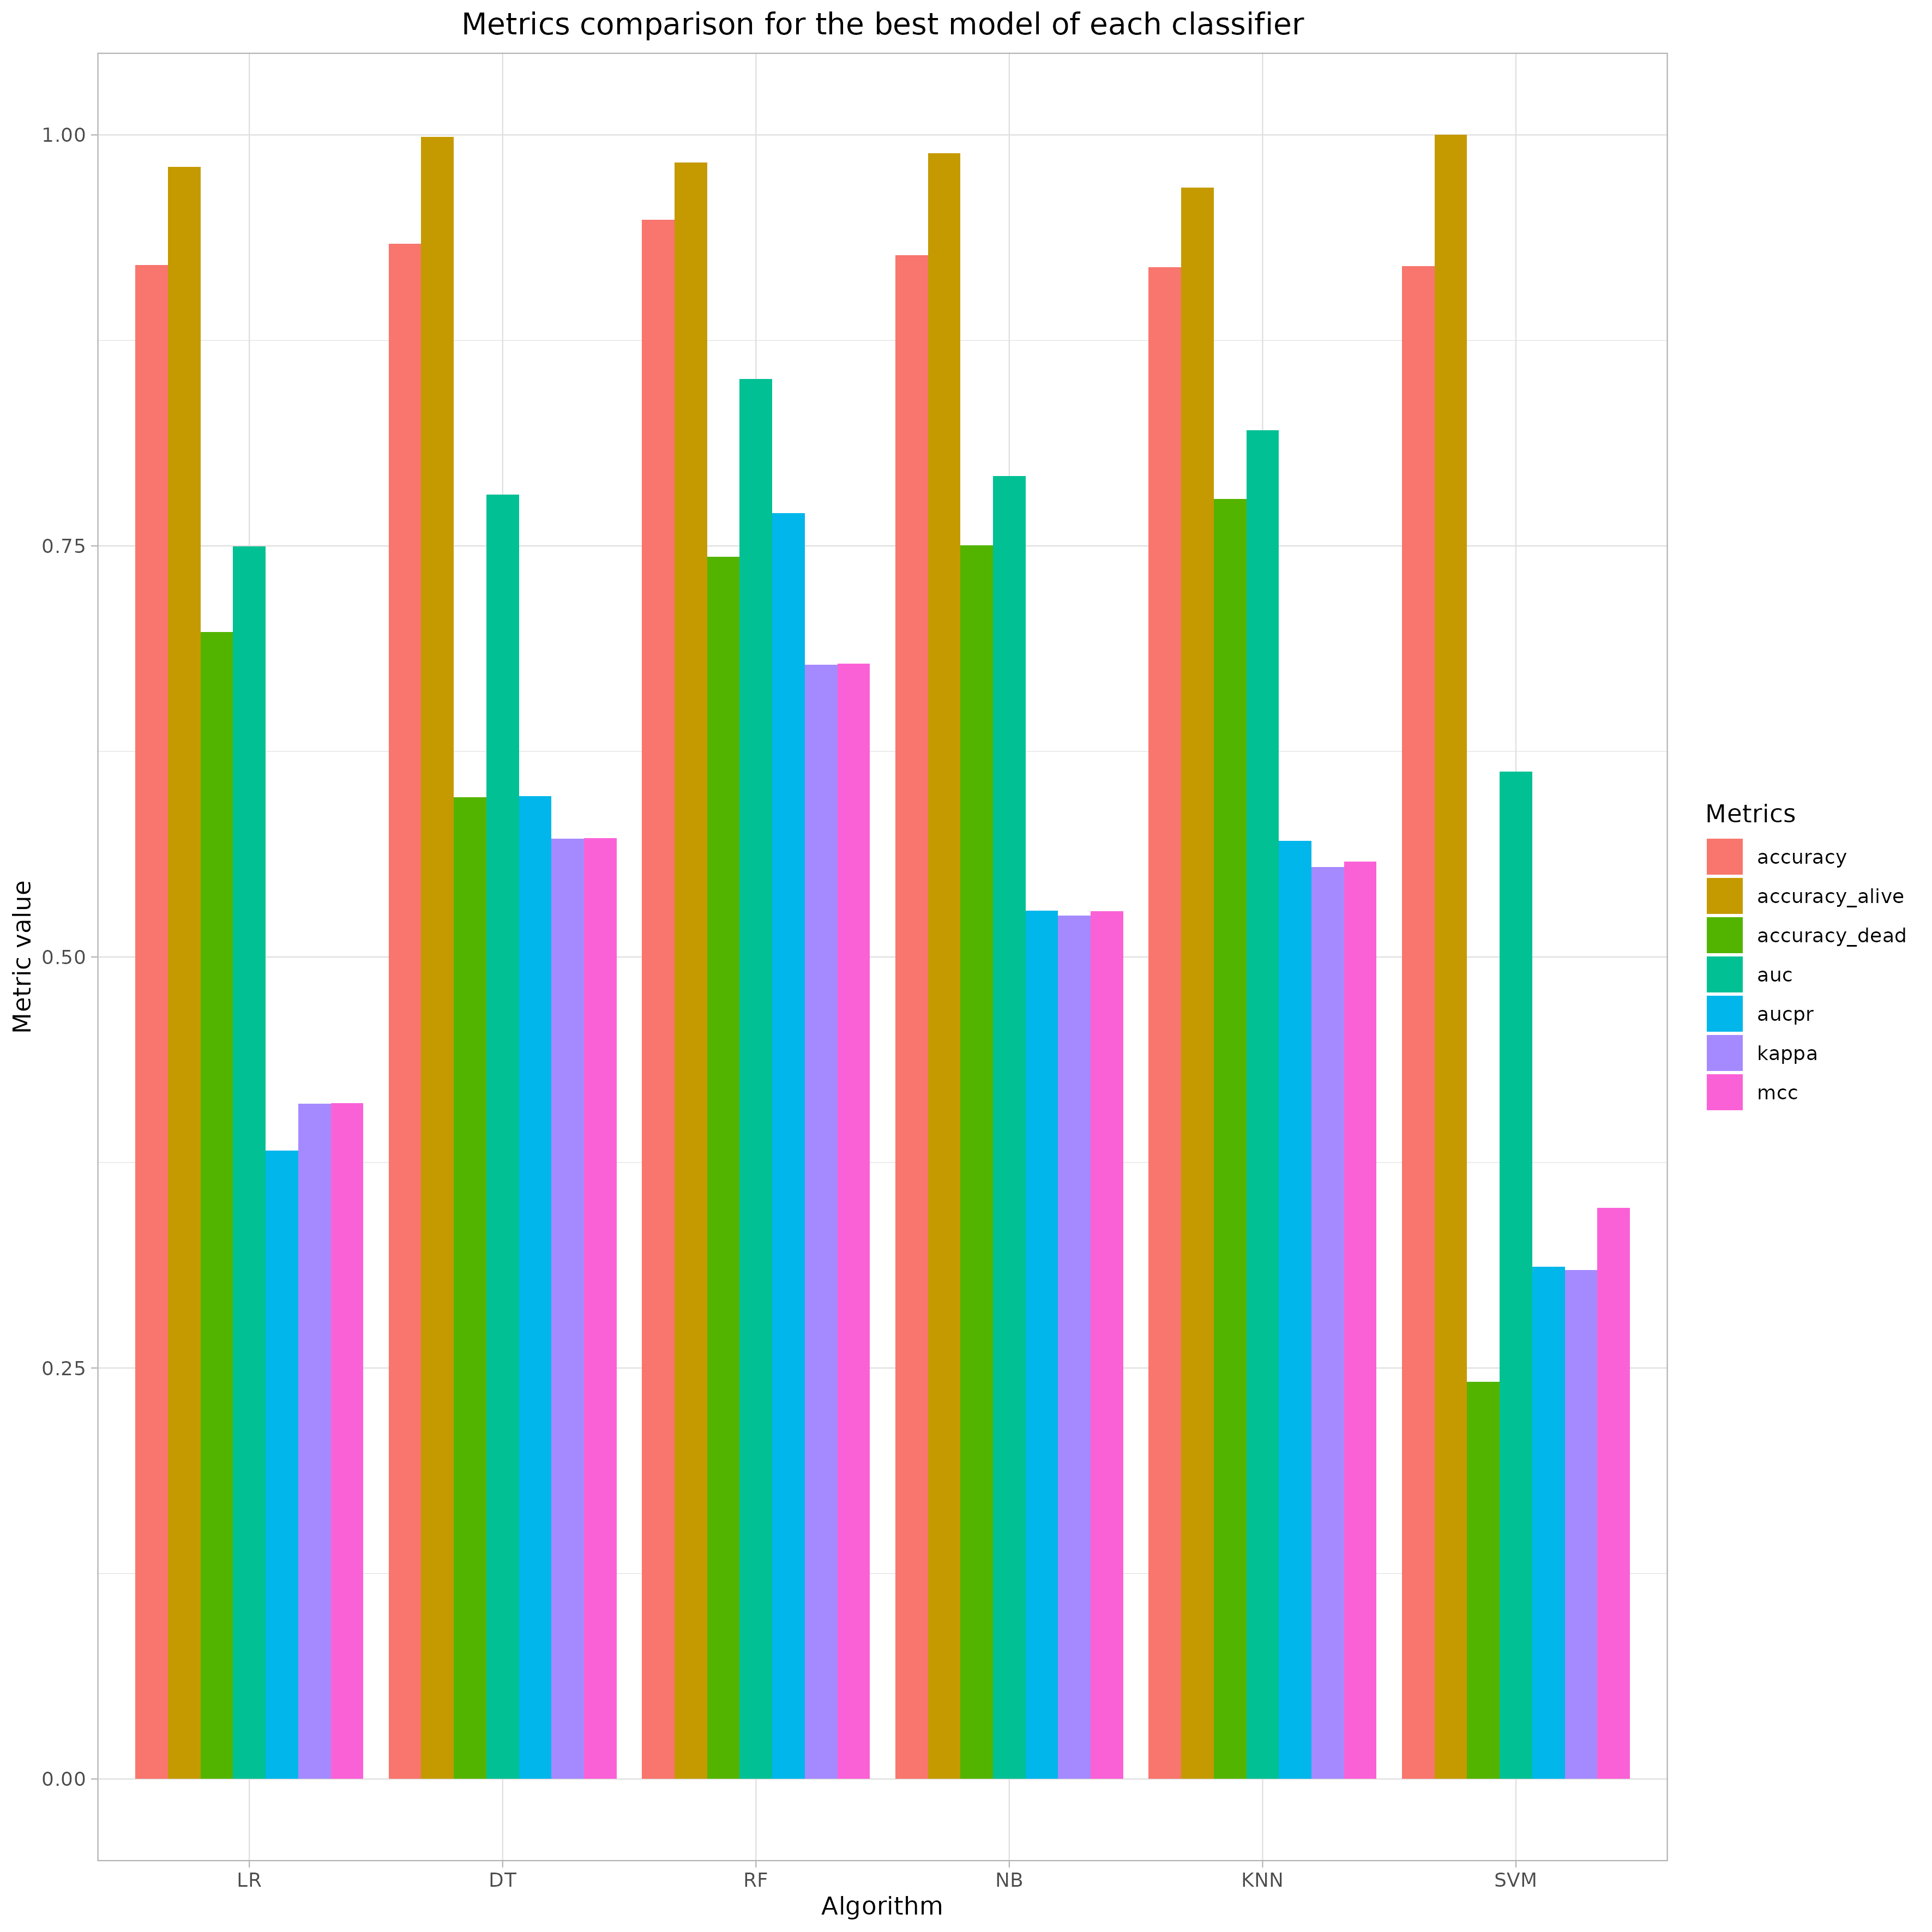 Metrics comparison for the best model of each classifier
Metric value
1.00
0.75
0.50
0.25
0.00
LR DT RF NB KNN SVM
Algorithm
Metrics
accuracy
accuracy_alive
accuracy_dead
auc
aucpr
kappa
mcc